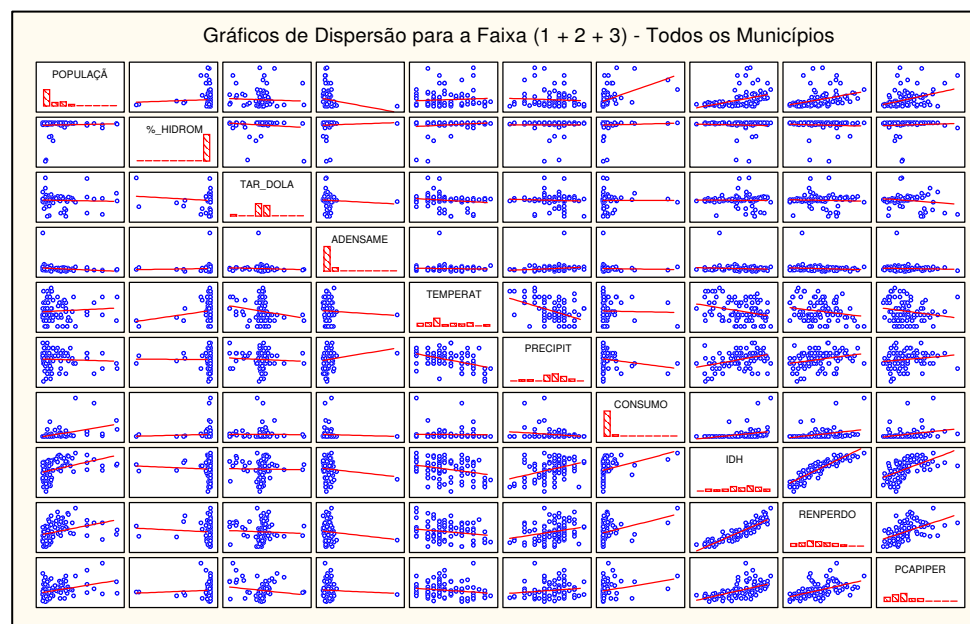 Gráficos de Dispersão para a Faixa (1 + 2 + 3) - Todos os Municípios
POPULAÇÃ
%_HIDROM
TAR_DOLA
ADENSAME
TEMPERAT
PRECIPIT
CONSUMO
IDH
RENPERDO
PCAPIPER